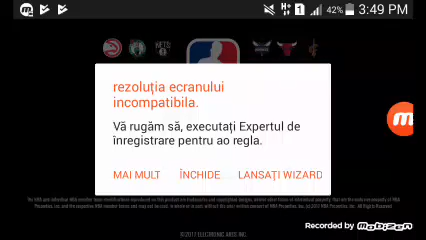 42% 3:49 PM
rezoluția ecranului
incompatibila.
Vă rugăm să, executați Expertul de
înregistrare pentru ao regla.
MAI MULT ÎNCHIDE LANSAȚI WIZARD
Recorded by Mobizen
©2017 ELECTRONIC ARTS INC.